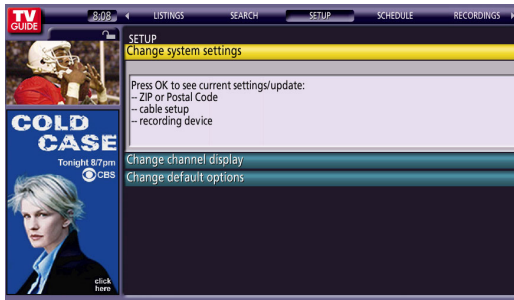 TV
GUIDE
8:08
LISTINGS
SEARCH
SETUP
SCHEDULE
RECORDINGS
SETUP
Change system settings
Press OK to see current settings/update:
-- ZIP or Postal Code
-- cable setup
-- recording device
Change channel display
Change default options
COLD
CASE
Tonight 8/7pm
CBS
click
here